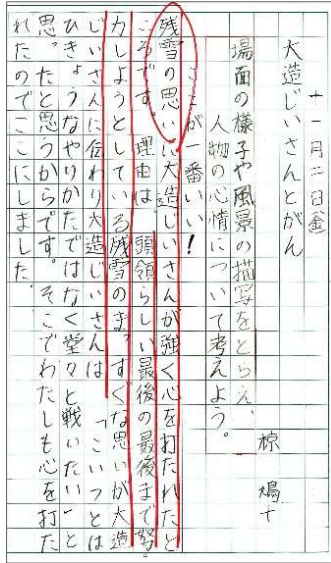 十一月二日金
大造じいさんとがん
椋 鳩十
場面の様子や風景の描写をとらえ、
人物の心情について考えよう。
ここが一番いい!
残雪の思いに大造じいさんが強く心を打たれたと
ころです。理由は、頭領らしい最後の最後まで努
力しようとしている残雪のまっすぐな思いが大造
じいさんに伝わり大造じいさんは「こいつとは
ひきょうなやりかたではなく堂々と戦いたい」と
思ったと思うからです。そこでわたしも心を打た
れたのでここにしました。